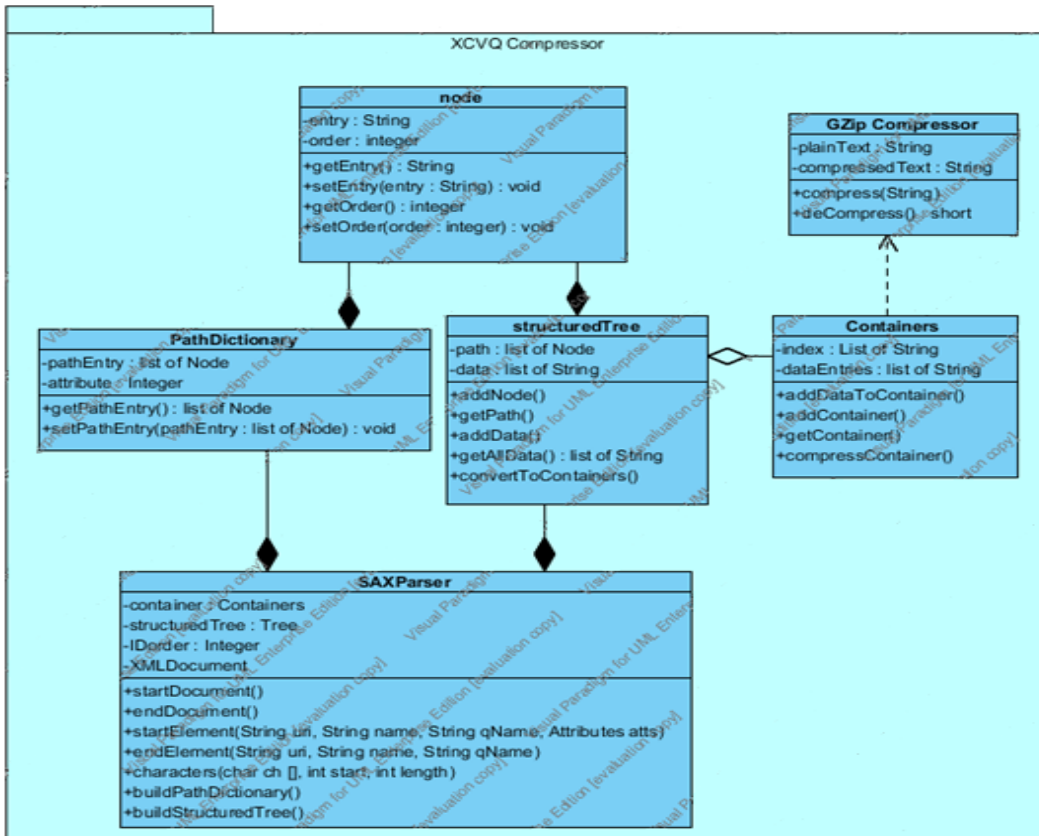 XCVQ Compressor
node
-entry : String
-order : integer
+getEntry() : String
+setEntry(entry : String) : void
+getOrder() : integer
+setOrder(order : integer) : void
GZip Compressor
-plainText : String
-compressedText : String
+compress(String)
+deCompress() : short
PathDictionary
-pathEntry : list of Node
-attribute : Integer
+getPathEntry() : list of Node
+setPathEntry(pathEntry : list of Node) : void
structuredTree
-path : list of Node
-data : list of String
+addNode()
+getPath()
+addData()
+getAllData() : list of String
+convertToContainers()
Containers
-index : List of String
-dataEntries : list of String
+addDataToContainer()
+addContainer()
+getContainer()
+compressContainer()
SAXParser
-container : Containers
-structuredTree : Tree
-IDorder : Integer
-XMLDocument
+startDocument()
+endDocument()
+startElement(String uri, String name, String qName, Attributes atts)
+endElement(String uri, String name, String qName)
+characters(char ch [], int start, int length)
+buildPathDictionary()
+buildStructuredTree()